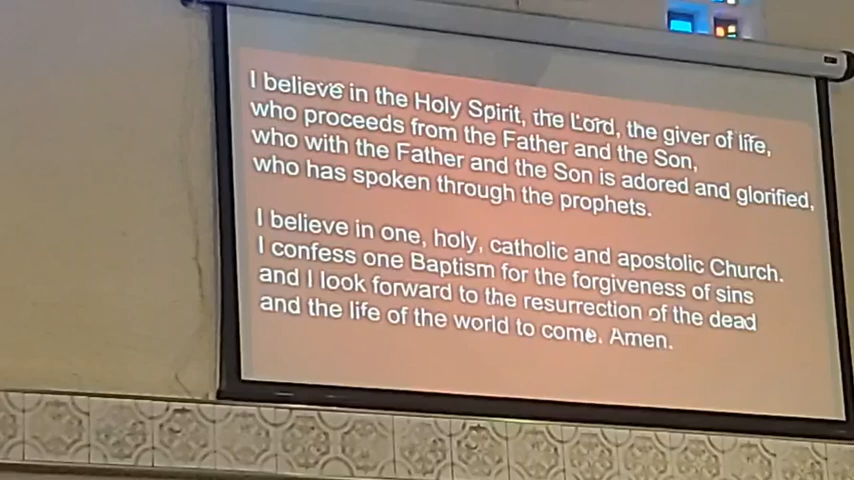 I believe in the Holy Spirit, the Lord, the giver of life,
who proceeds from the Father and the Son,
who with the Father and the Son is adored and glorified,
who has spoken through the prophets.
I believe in one, holy, catholic and apostolic Church.
I confess one Baptism for the forgiveness of sins
and I look forward to the resurrection of the dead
and the life of the world to come. Amen.